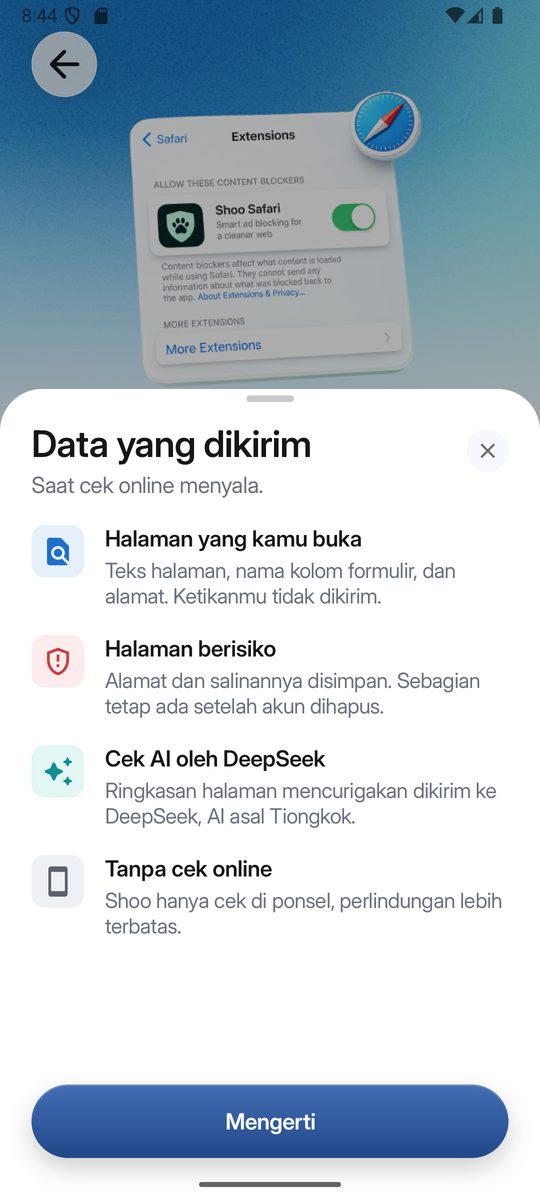 8:44
Safari
Extensions
ALLOW THESE CONTENT BLOCKERS
Shoo Safari
Smart ad blocking for
a cleaner web
Content blockers affect what content is loaded
while using Safari. They cannot send any
information about what was blocked back to
the app. About Extensions & Privacy...
MORE EXTENSIONS
More Extensions
Data yang dikirim
Saat cek online menyala.
Halaman yang kamu buka
Teks halaman, nama kolom formulir, dan
alamat. Ketikanmu tidak dikirim.
Halaman berisiko
Alamat dan salinannya disimpan. Sebagian
tetap ada setelah akun dihapus.
Cek AI oleh DeepSeek
Ringkasan halaman mencurigakan dikirim ke
DeepSeek, AI asal Tiongkok.
Tanpa cek online
Shoo hanya cek di ponsel, perlindungan lebih
terbatas.
Mengerti